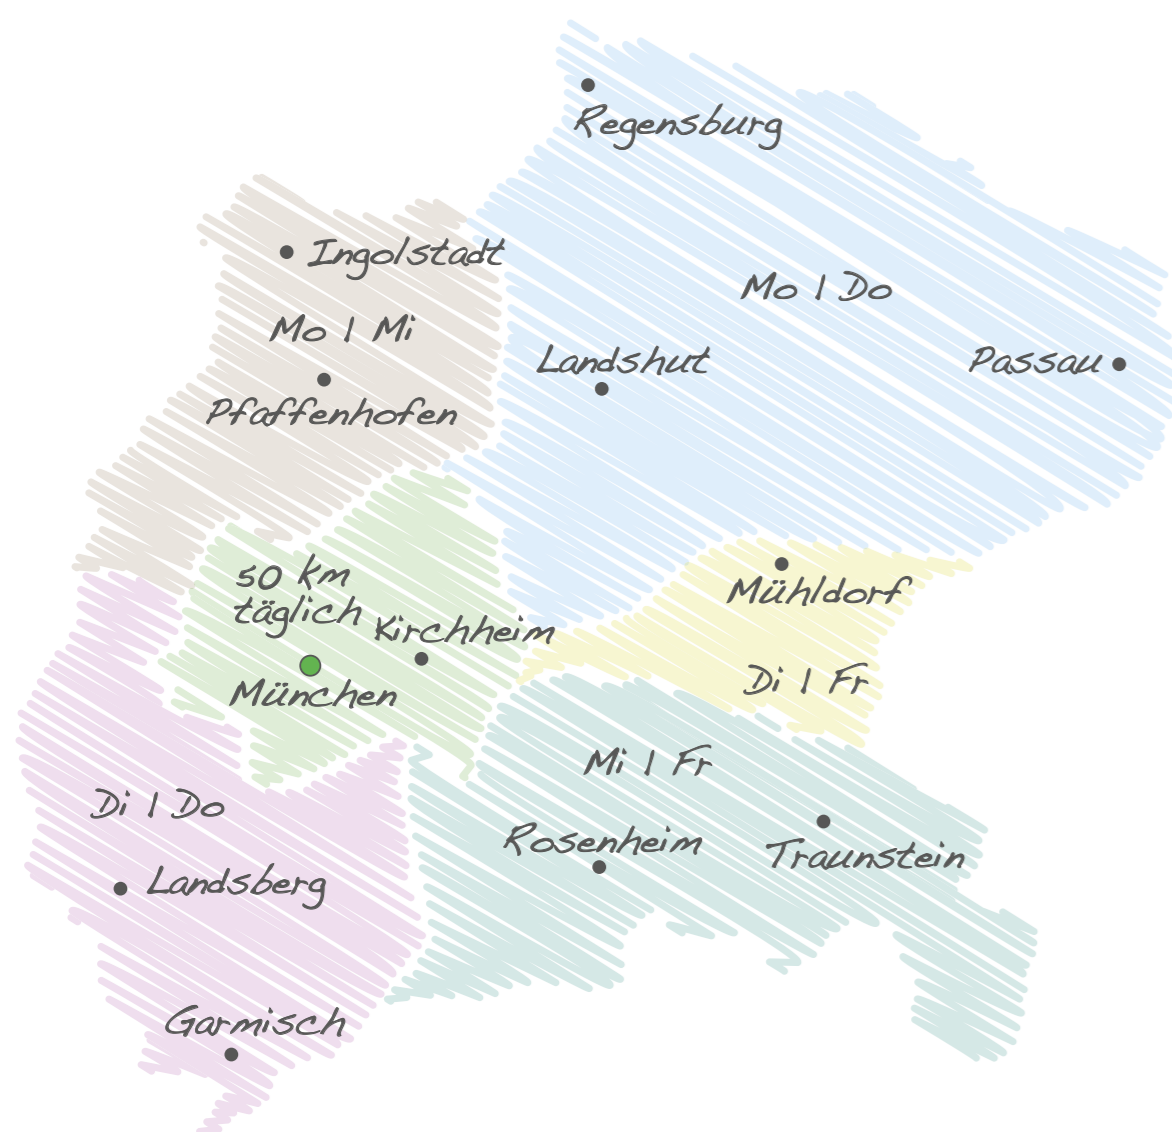 Regensburg
Ingolstadt
Mo | Do
Mo | Mi
Landshut
Passau
Pfaffenhofen
50 km
täglich
Mühldorf
Kirchheim
München
Di | Fr
Mi | Fr
Di | Do
Rosenheim
Traunstein
Landsberg
Garmisch